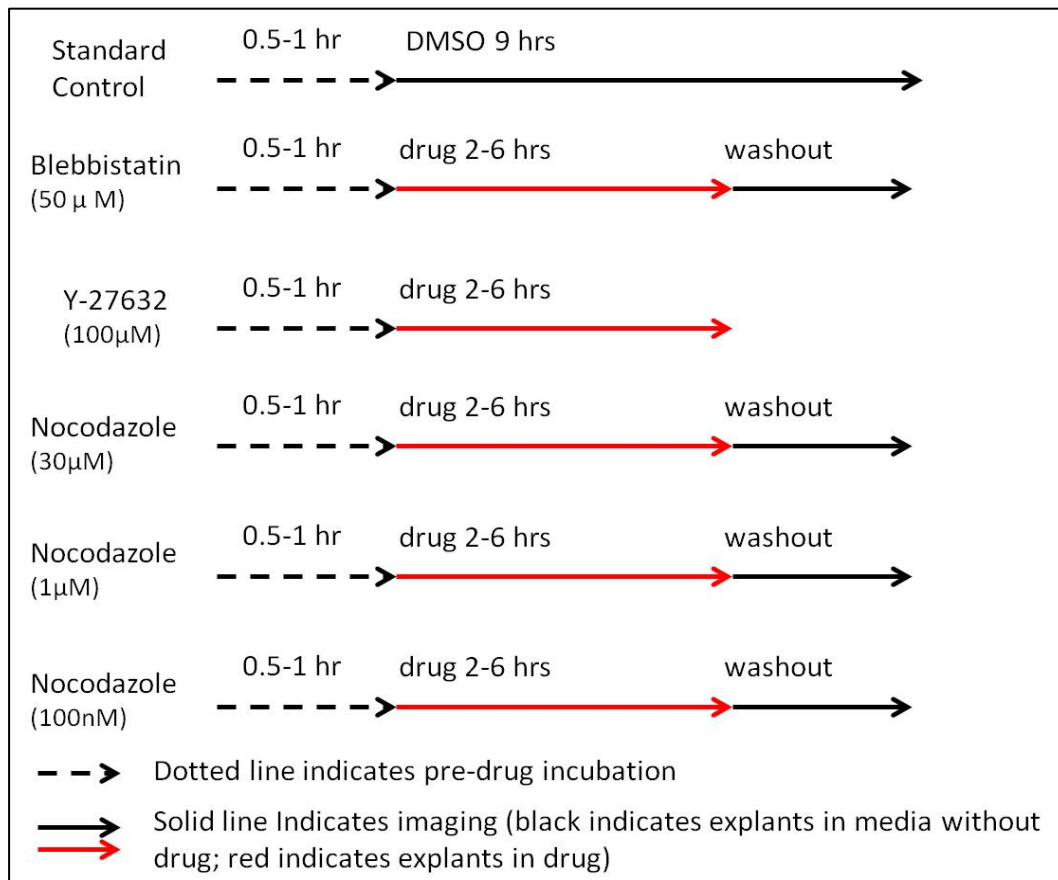 Standard Control
0.5-1 hr
DMSO 9 hrs
Blebbistatin
(50 μ M)
0.5-1 hr
drug 2-6 hrs
washout
Y-27632
(100μM)
0.5-1 hr
drug 2-6 hrs
Nocodazole
(30μM)
0.5-1 hr
drug 2-6 hrs
washout
Nocodazole
(1μM)
0.5-1 hr
drug 2-6 hrs
washout
Nocodazole
(100nM)
0.5-1 hr
drug 2-6 hrs
washout
Dotted line indicates pre-drug incubation
Solid line Indicates imaging (black indicates explants in media without
drug; red indicates explants in drug)